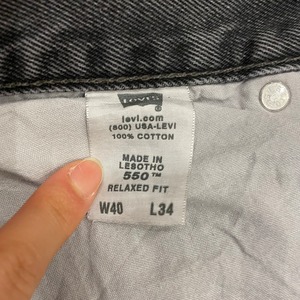 Levi's
®
levi.com
(800) USA-LEVI
100% COTTON
MADE IN
LESOTHO
550™
RELAXED FIT
W40 L34